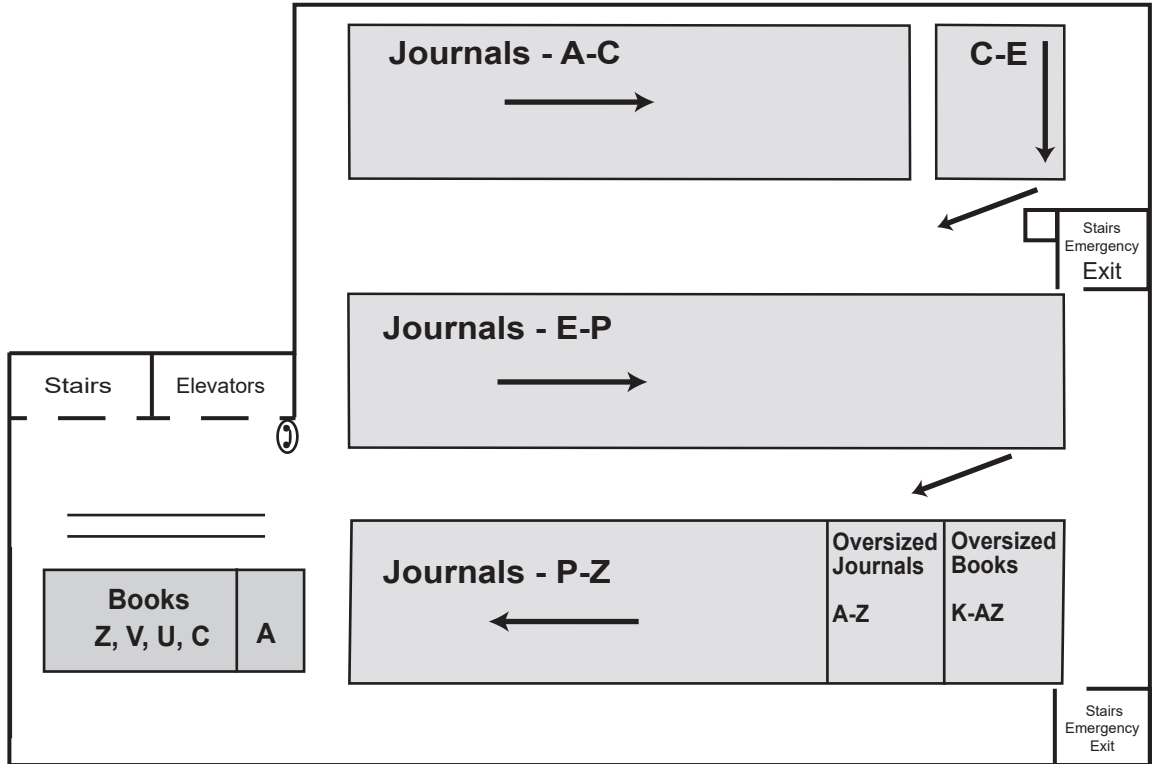 Journals - A-C
C-E
Stairs
Emergency
Exit
Journals - E-P
Stairs
Elevators
Journals - P-Z
Oversized
Journals
A-Z
Oversized
Books
K-AZ
Books
Z, V, U, C
A
Stairs
Emergency
Exit